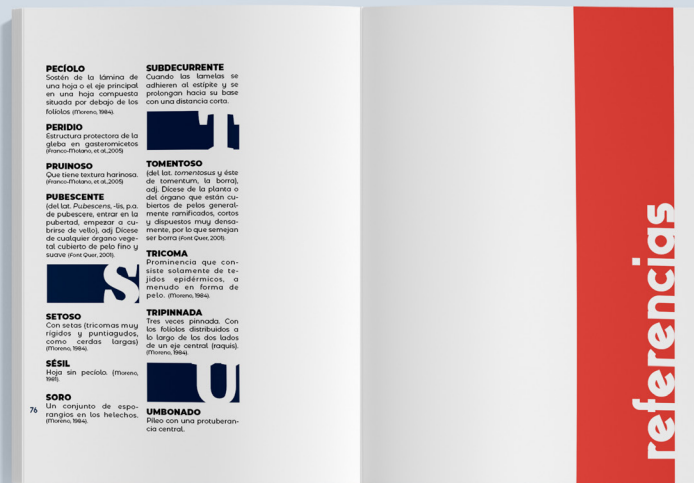 PECÍOLO
Sostén de la lámina de
una hoja o el eje principal
en una hoja compuesta
situada por debajo de los
folíolos (Moreno, 1984).
PERIDIO
Estructura protectora de la
gleba en gasteromicetos
(Franco-Molano, et al.,2005)
PRUINOSO
Que tiene textura harinosa.
(Franco-Molano, et al.,2005)
PUBESCENTE
(del lat. Pubescens, -tis, p.a.
de pubescere, entrar en la
pubertad, empezar a cu-
brirse de vello), adj Dícese
de cualquier órgano vege-
tal cubierto de pelo fino y
suave (Font Quer, 2001).
S
SETOSO
Con setas (tricomas muy
rígidos y puntiagudos,
como cerdas largas)
(Moreno, 1984).
SÉSIL
Hoja sin pecíolo. (Moreno,
1981).
SORO
Un conjunto de espo-
rangios en los helechos.
(Moreno, 1984).
76
SUBDECURRENTE
Cuando las lamelas se
adhieren al estípite y se
prolongan hacia su base
con una distancia corta.
T
TOMENTOSO
(del lat. tomentosus y éste
de tomentum, la borra),
adj. Dícese de la planta o
del órgano que están cu-
biertos de pelos general-
mente ramificados, cortos
y dispuestos muy densa-
mente, por lo que semejan
ser borra (Font Quer, 2001).
TRICOMA
Prominencia que con-
siste solamente de te-
jidos epidérmicos, a
menudo en forma de
pelo. (Moreno, 1984).
TRIPINNADA
Tres veces pinnada. Con
los folíolos distribuidos a
lo largo de los dos lados
de un eje central (raquis).
(Moreno, 1984).
U
UMBONADO
Píleo con una protuberan-
cia central.
referencias